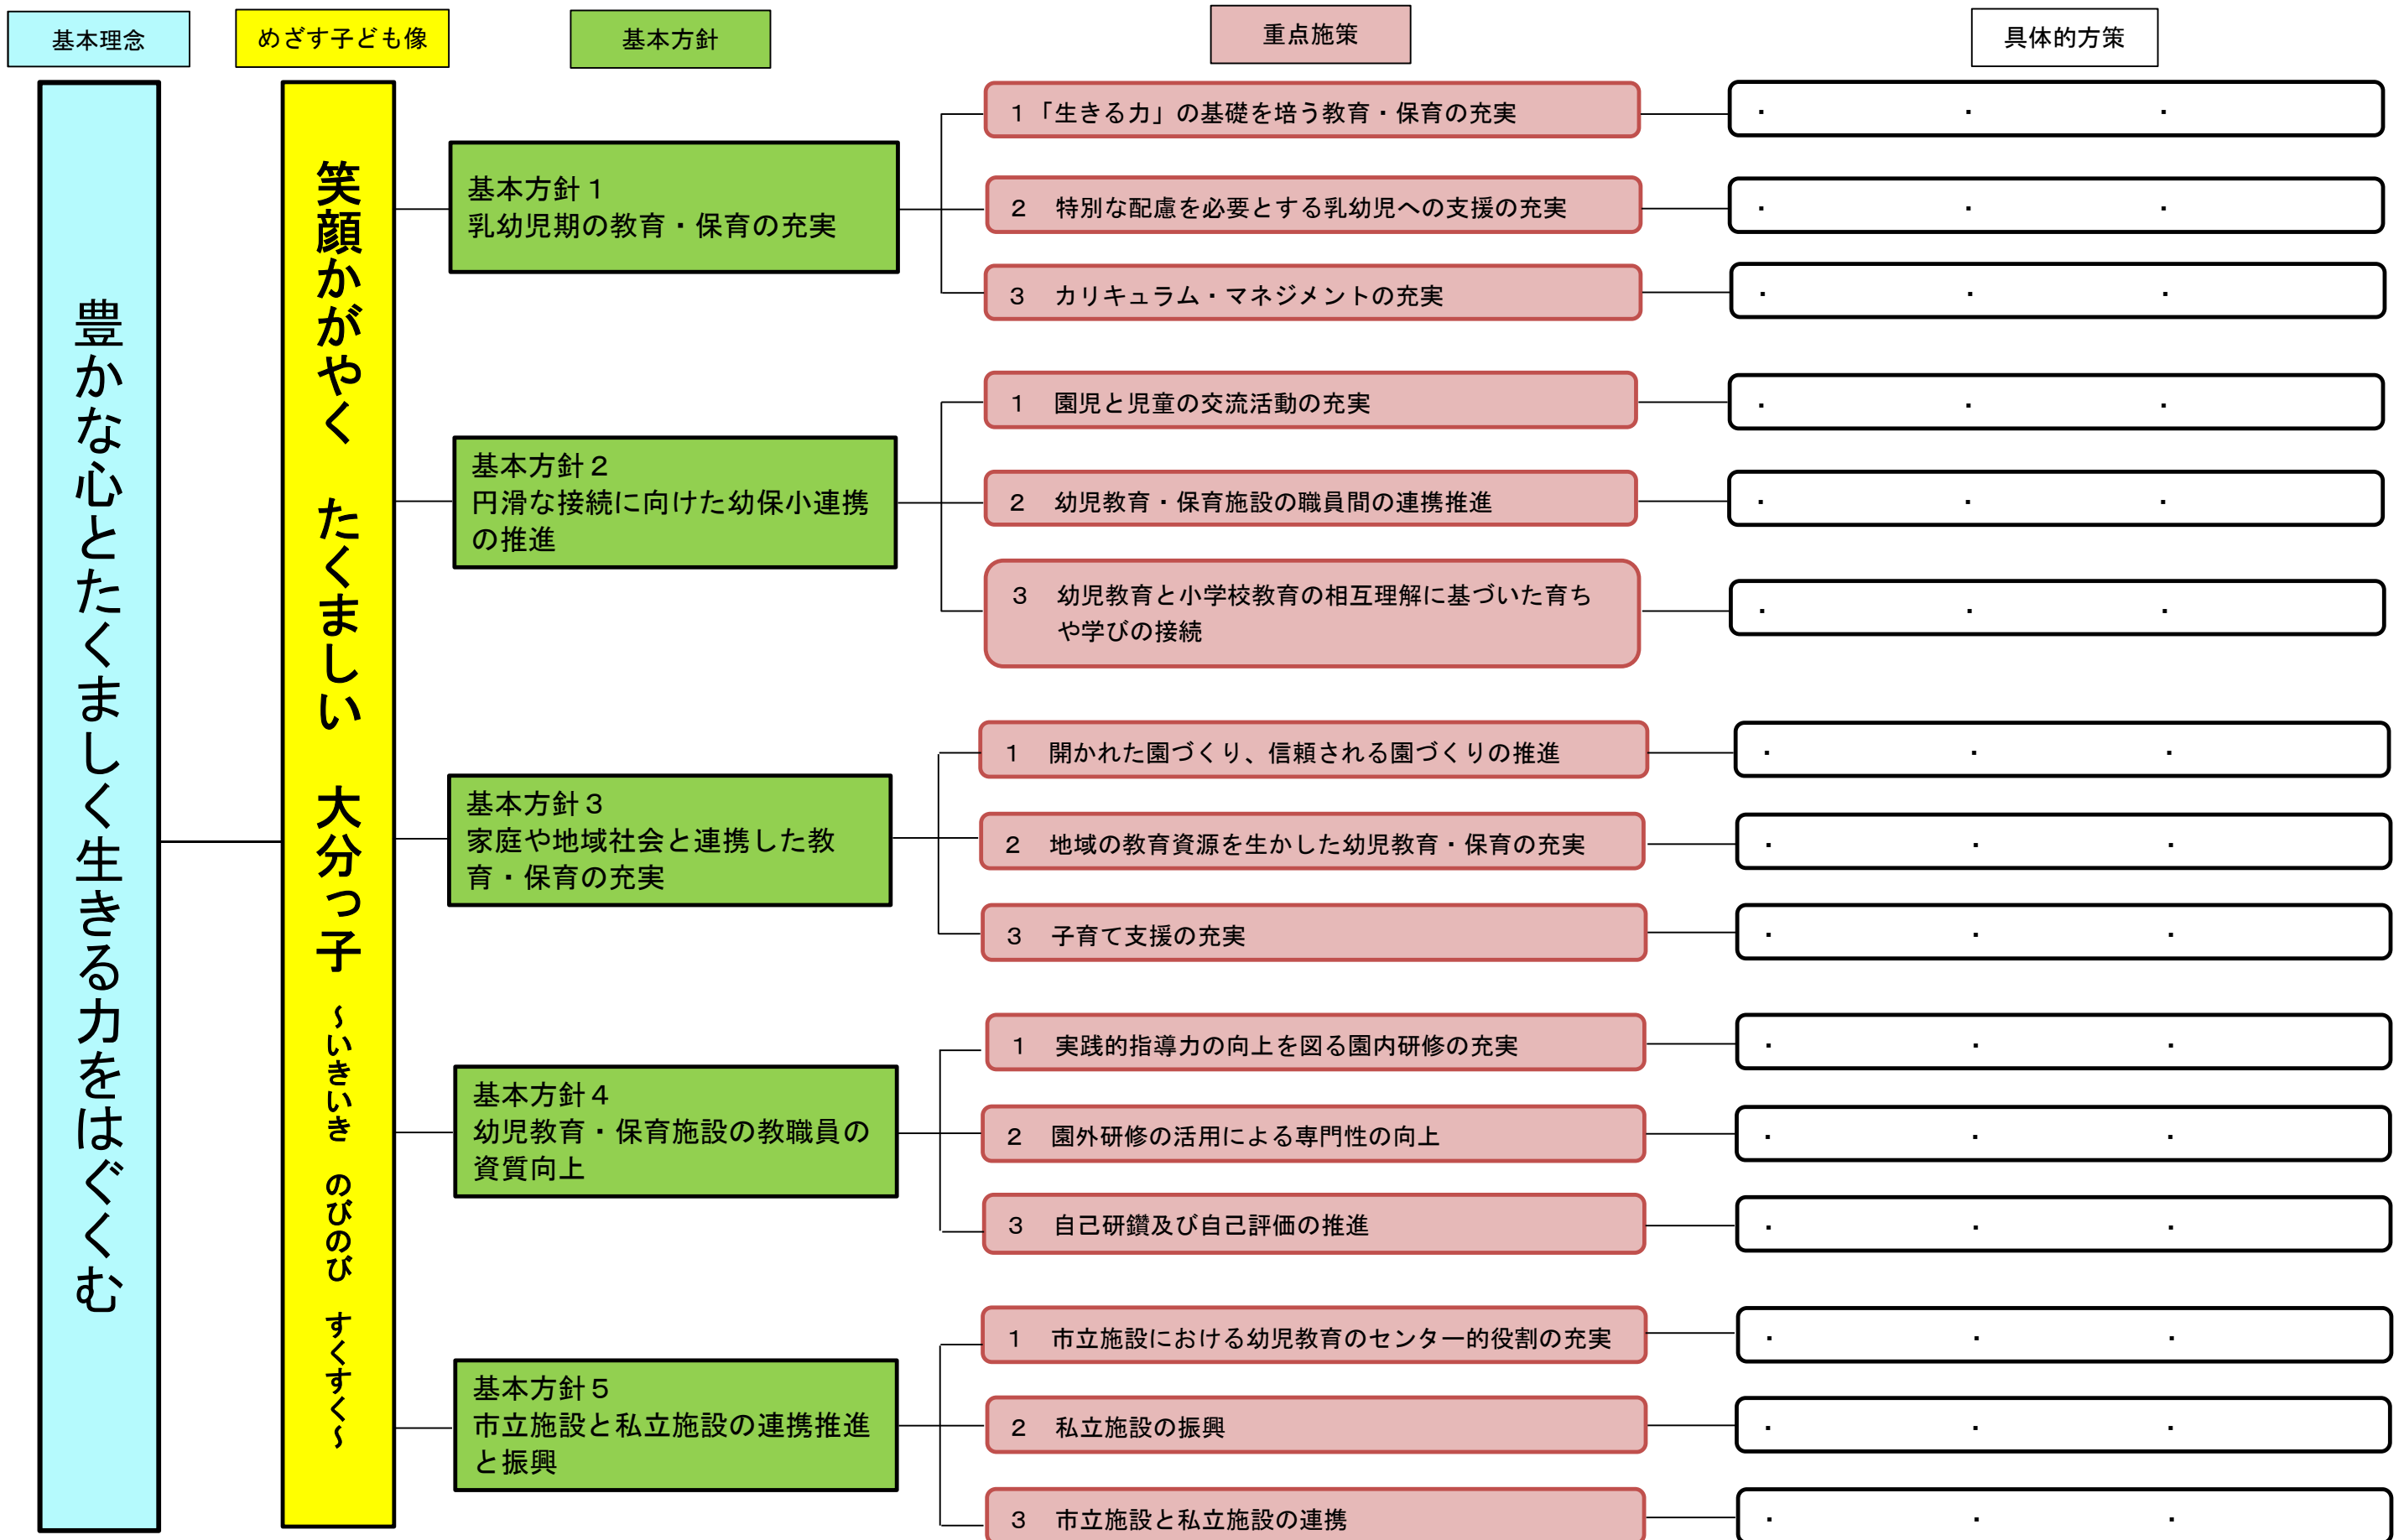 基本理念
めざす子ども像
基本方針
重点施策
具体的方策
豊かな心とたくましく生きる力をはぐくむ
笑顔かがやく　たくましい　大分っ子　～いきいき　のびのび　すくすく～
基本方針１
乳幼児期の教育・保育の充実
１「生きる力」の基礎を培う教育・保育の充実
・　・　・
２　特別な配慮を必要とする乳幼児への支援の充実
・　・　・
３　カリキュラム・マネジメントの充実
・　・　・
基本方針２
円滑な接続に向けた幼保小連携
の推進
１　園児と児童の交流活動の充実
・　・　・
２　幼児教育・保育施設の職員間の連携推進
・　・　・
３　幼児教育と小学校教育の相互理解に基づいた育ち
や学びの接続
・　・　・
基本方針３
家庭や地域社会と連携した教
育・保育の充実
１　開かれた園づくり、信頼される園づくりの推進
・　・　・
２　地域の教育資源を生かした幼児教育・保育の充実
・　・　・
３　子育て支援の充実
・　・　・
基本方針４
幼児教育・保育施設の教職員の
資質向上
１　実践的指導力の向上を図る園内研修の充実
・　・　・
２　園外研修の活用による専門性の向上
・　・　・
３　自己研鑽及び自己評価の推進
・　・　・
基本方針５
市立施設と私立施設の連携推進
と振興
１　市立施設における幼児教育のセンター的役割の充実
・　・　・
２　私立施設の振興
・　・　・
３　市立施設と私立施設の連携
・　・　・